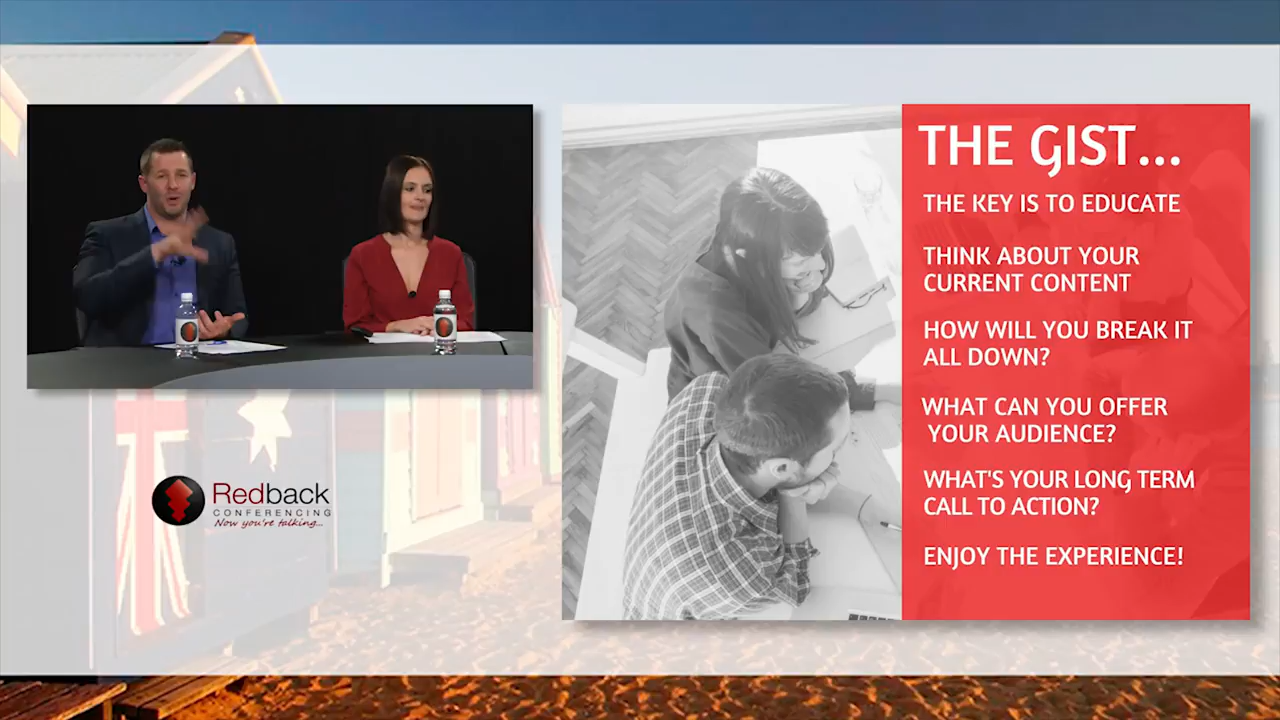 Redback
CONFERENCING
Now you're talking...
THE GIST...
THE KEY IS TO EDUCATE
THINK ABOUT YOUR
CURRENT CONTENT
HOW WILL YOU BREAK IT
ALL DOWN?
WHAT CAN YOU OFFER
YOUR AUDIENCE?
WHAT'S YOUR LONG TERM
CALL TO ACTION?
ENJOY THE EXPERIENCE!